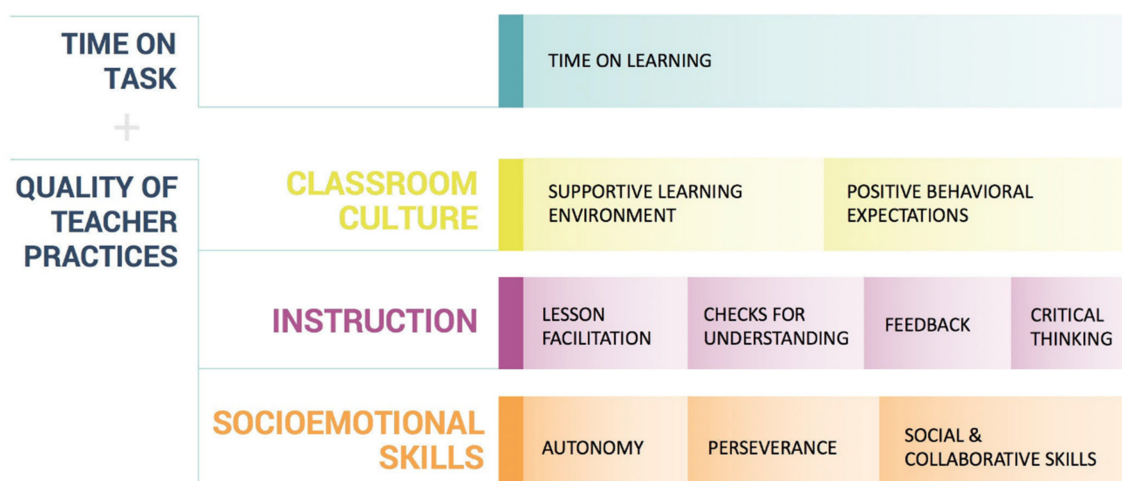 TIME ON
TASK
TIME ON LEARNING
+
QUALITY OF
TEACHER
PRACTICES
CLASSROOM
CULTURE
SUPPORTIVE LEARNING
ENVIRONMENT
POSITIVE BEHAVIORAL
EXPECTATIONS
INSTRUCTION
LESSON
FACILITATION
CHECKS FOR
UNDERSTANDING
FEEDBACK
CRITICAL
THINKING
SOCIOEMOTIONAL
SKILLS
AUTONOMY
PERSEVERANCE
SOCIAL &
COLLABORATIVE SKILLS